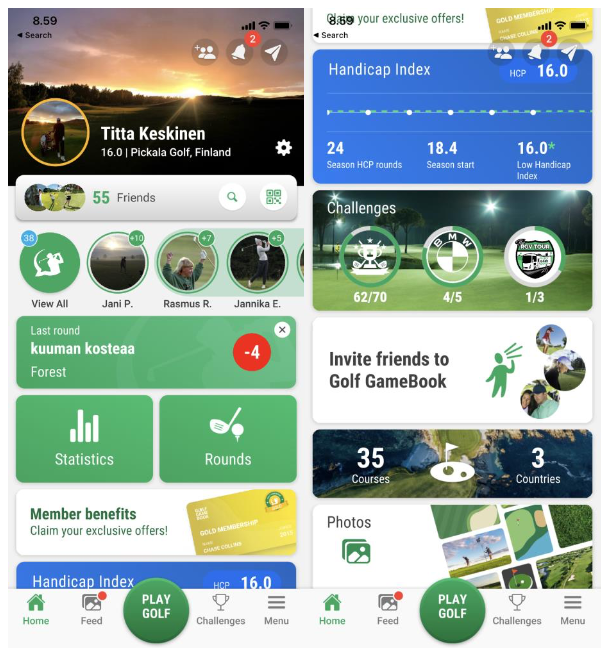 8.59
Search
2
Titta Keskinen
16.0 | Pickala Golf, Finland
55 Friends
38
+10
+7
+5
View All
Jani P.
Rasmus R.
Jannika E.
Last round
kuuman kosteaa
Forest
-4
Statistics
Rounds
Member benefits
Claim your exclusive offers!
GOLD MEMBERSHIP
CHASE COLLINS
Handicap Index
HCP 16.0
Home
Feed
PLAY
GOLF
Challenges
Menu
8.59
Claim your exclusive offers!
GOLD MEMBERSHIP
Search
2
Handicap Index
HCP 16.0
24
Season HCP rounds
18.4
Season start
16.0*
Low Handicap
Index
Challenges
BMW
RGV TOUR
62/70
4/5
1/3
Invite friends to
Golf GameBook
35
Courses
3
Countries
Photos
Home
Feed
PLAY
GOLF
Challenges
Menu